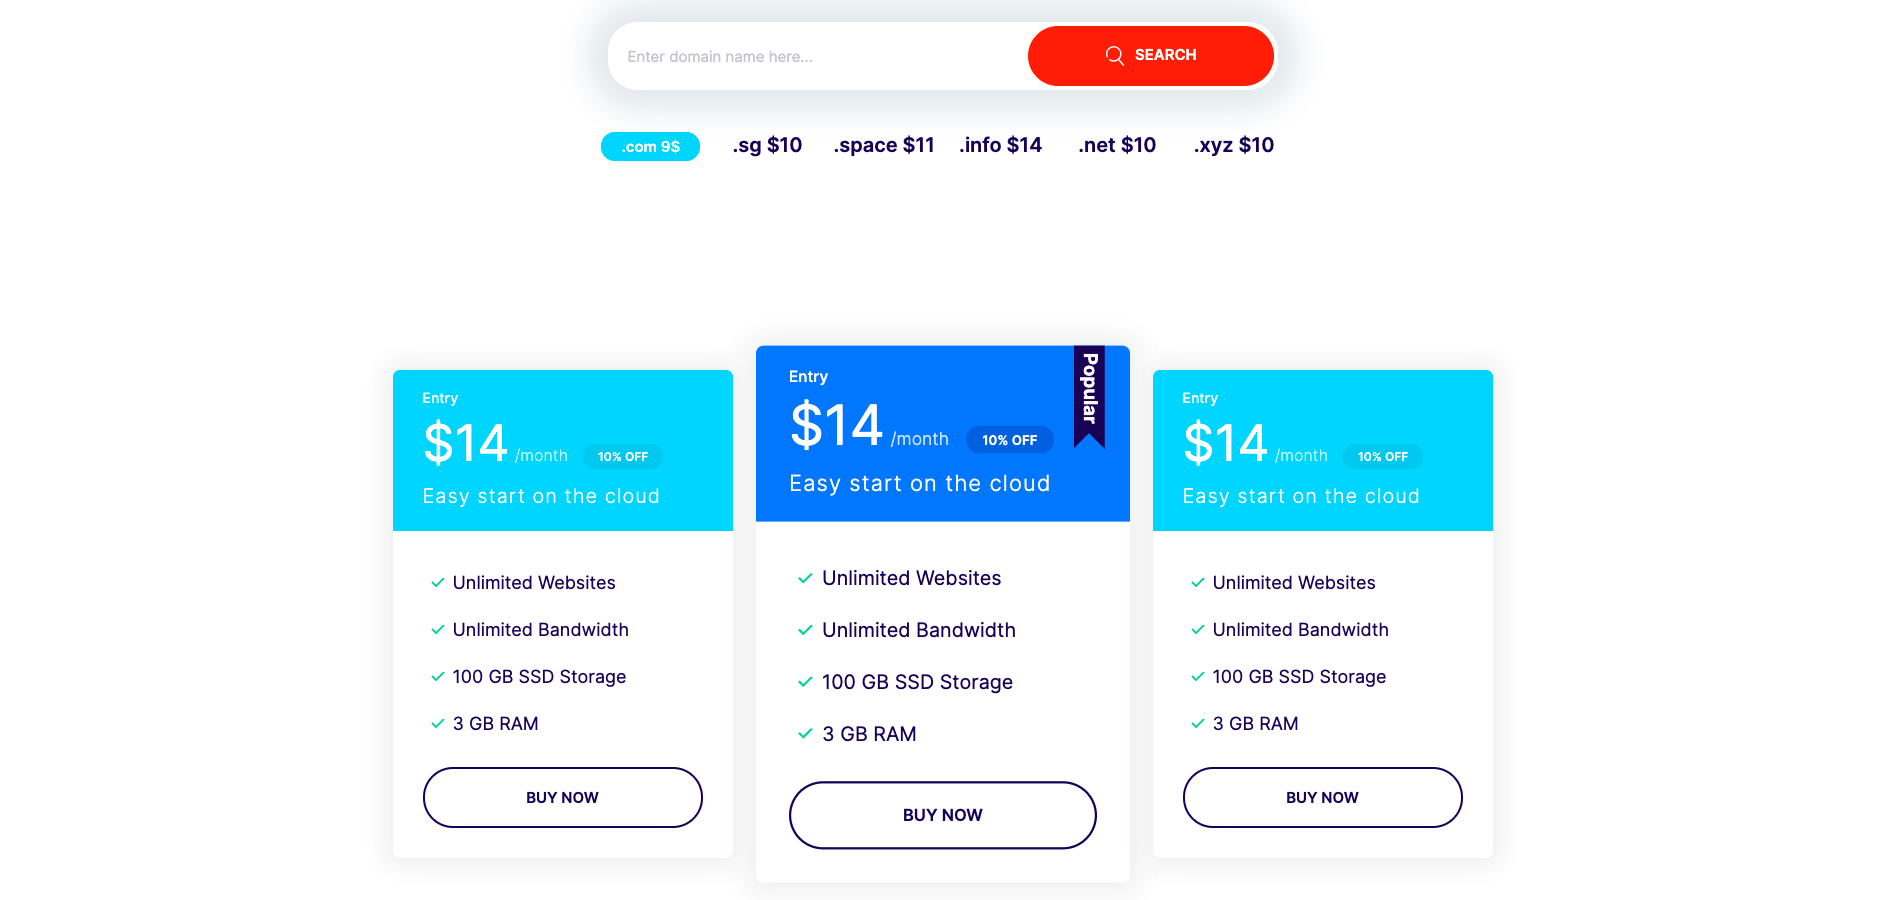 Enter domain name here...
SEARCH
.com 9$
.sg $10
.space $11
.info $14
.net $10
.xyz $10
Entry
$14 /month 10% OFF
Easy start on the cloud
Unlimited Websites
Unlimited Bandwidth
100 GB SSD Storage
3 GB RAM
BUY NOW
Popular
Entry
$14 /month 10% OFF
Easy start on the cloud
Unlimited Websites
Unlimited Bandwidth
100 GB SSD Storage
3 GB RAM
BUY NOW
Entry
$14 /month 10% OFF
Easy start on the cloud
Unlimited Websites
Unlimited Bandwidth
100 GB SSD Storage
3 GB RAM
BUY NOW